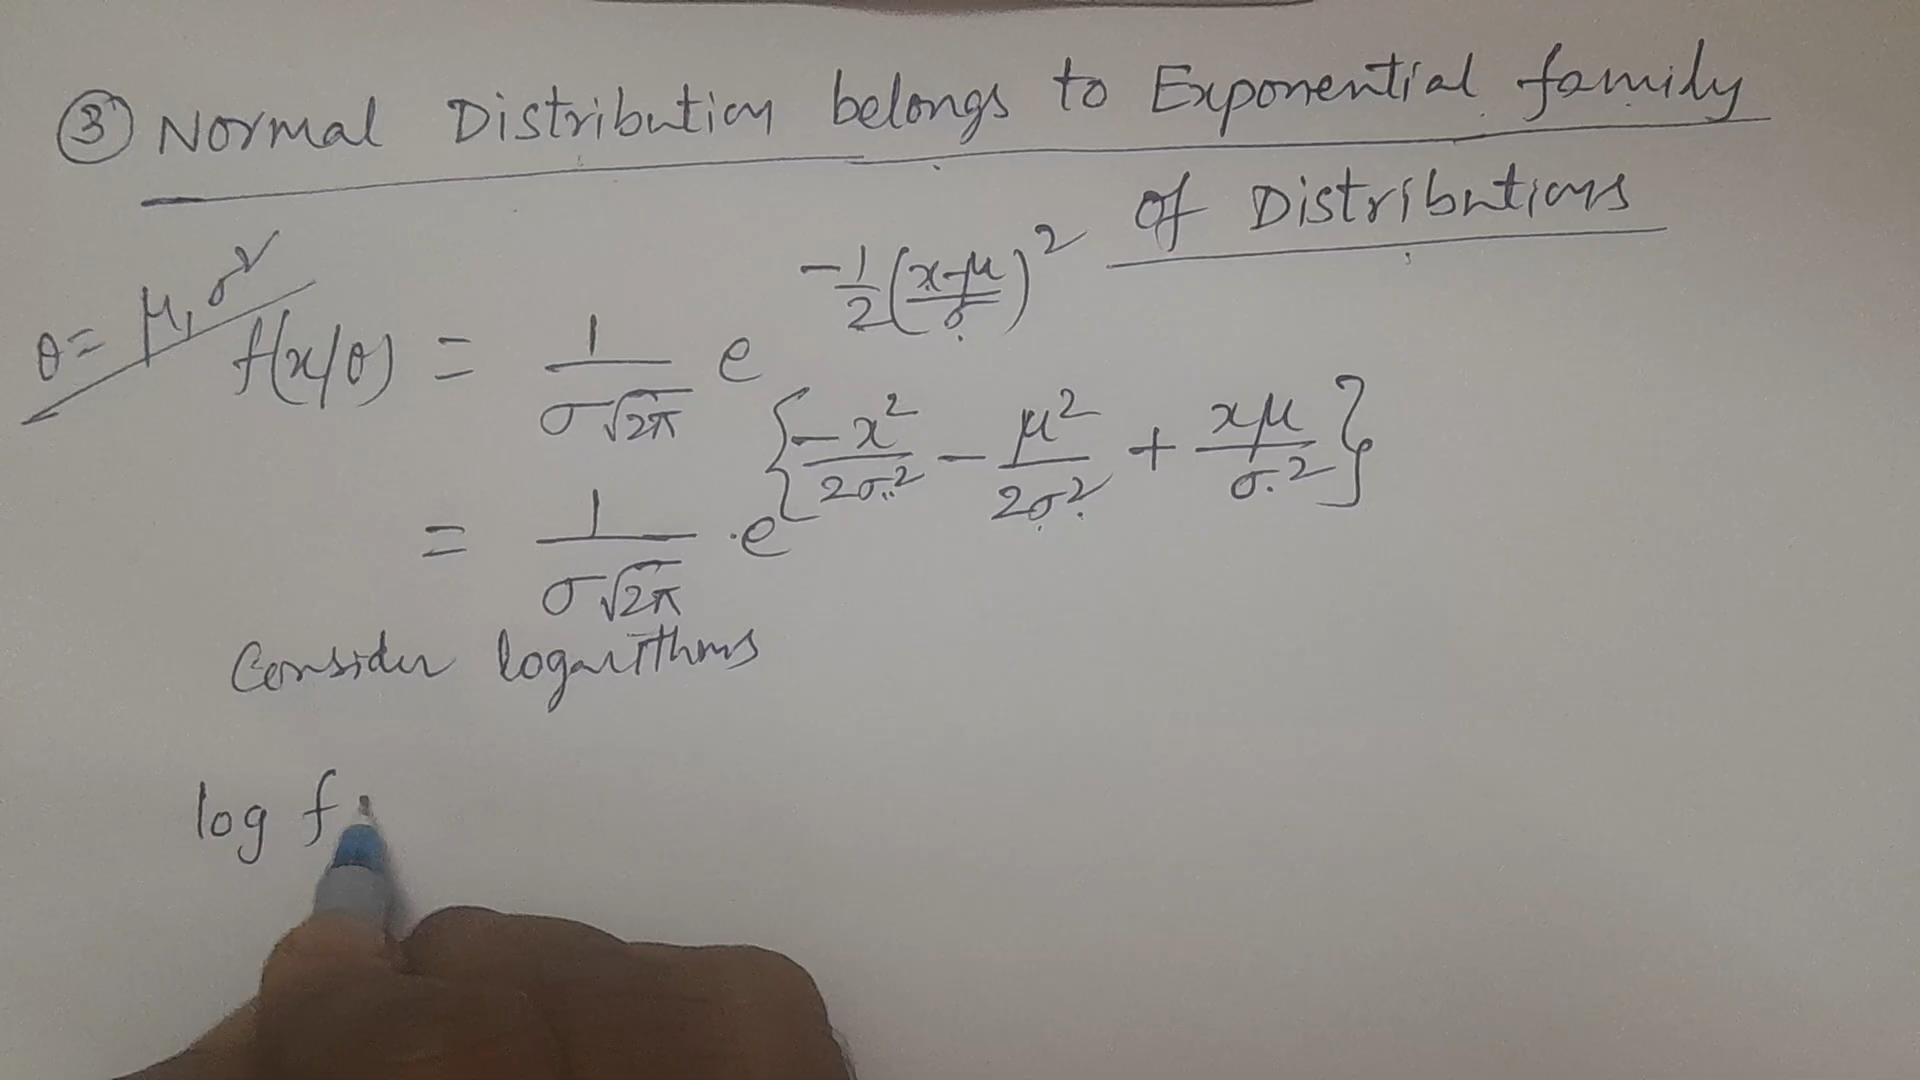 ③ Normal Distribution belongs to Exponential family
of Distributions
θ = μ, σ²
f(x/θ) = 1/(σ√2π) e^{-1/2 ((x-μ)/σ)^2}
= 1/(σ√2π) · e^{{-x²/2σ² - μ²/2σ² + xμ/σ²}}
Consider logarithms
log f